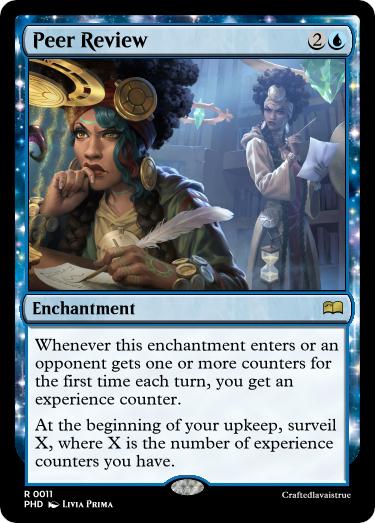 Peer Review 2
Enchantment
Whenever this enchantment enters or an
opponent gets one or more counters for
the first time each turn, you get an
experience counter.
At the beginning of your upkeep, surveil
X, where X is the number of experience
counters you have.
R 0011
PHD Livia Prima
Craftedlavaistrue